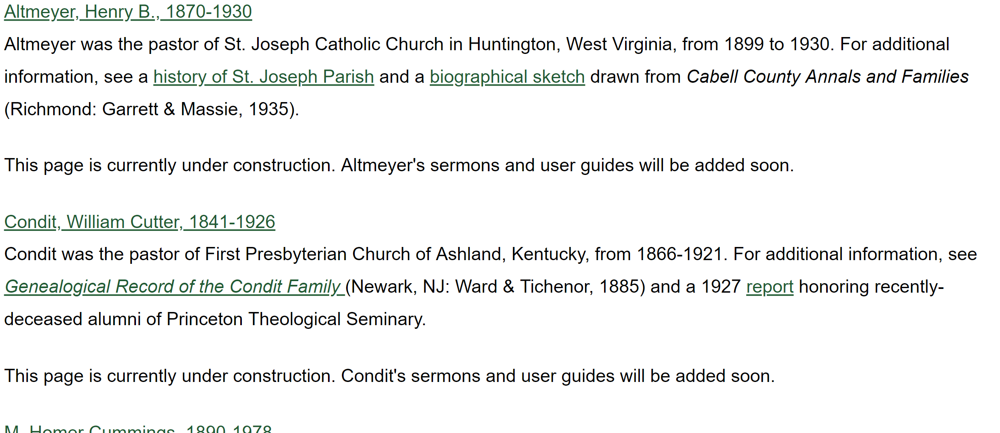 Altmeyer, Henry B., 1870-1930
Altmeyer was the pastor of St. Joseph Catholic Church in Huntington, West Virginia, from 1899 to 1930. For additional
information, see a history of St. Joseph Parish and a biographical sketch drawn from Cabell County Annals and Families
(Richmond: Garrett & Massie, 1935).
This page is currently under construction. Altmeyer's sermons and user guides will be added soon.
Condit, William Cutter, 1841-1926
Condit was the pastor of First Presbyterian Church of Ashland, Kentucky, from 1866-1921. For additional information, see
Genealogical Record of the Condit Family (Newark, NJ: Ward & Tichenor, 1885) and a 1927 report honoring recently-
deceased alumni of Princeton Theological Seminary.
This page is currently under construction. Condit's sermons and user guides will be added soon.
M. Homer Cummings, 1890-1978